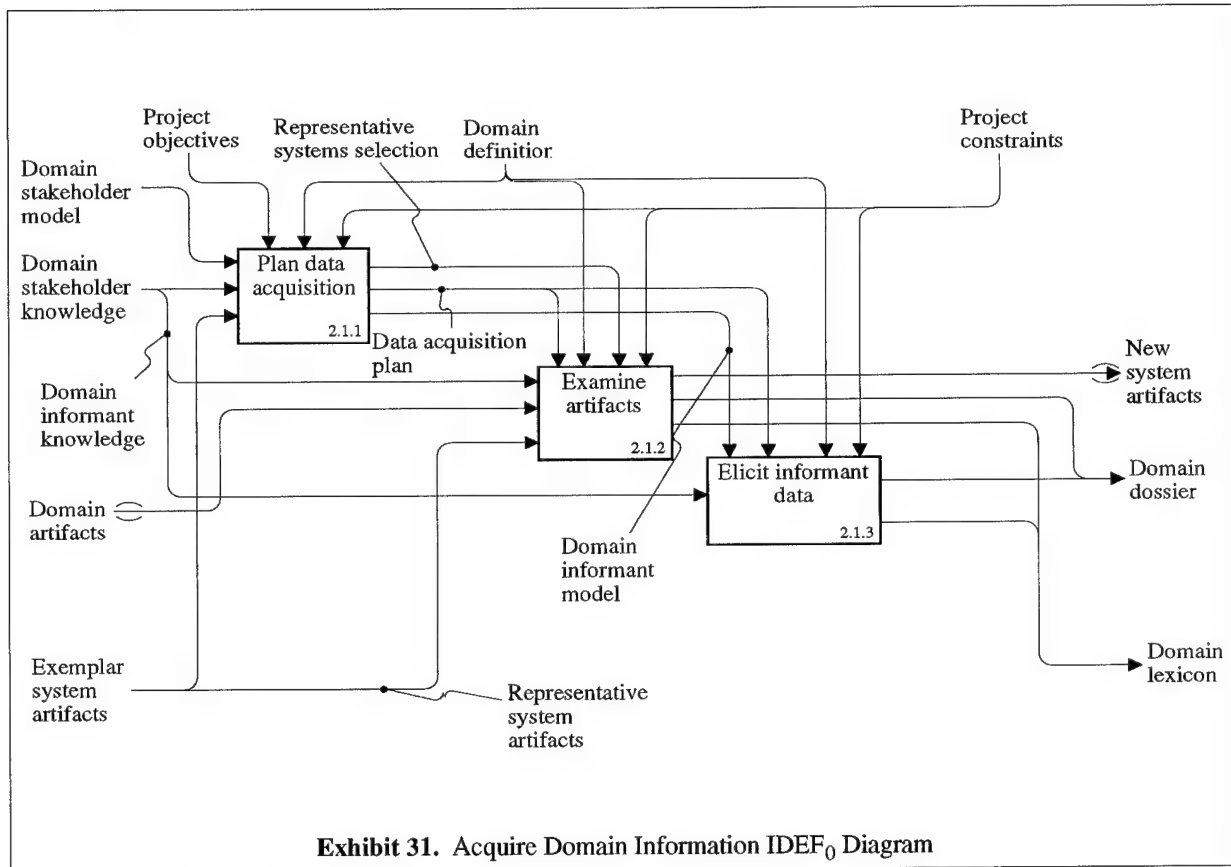 Project
objectives
Representative
systems selection
Domain
definition
Project
constraints
Domain
stakeholder
model
Domain
stakeholder
knowledge
Plan data
acquisition
2.1.1
Data acquisition
plan
Domain
informant
knowledge
Examine
artifacts
2.1.2
New
system
artifacts
Elicit informant
data
2.1.3
Domain
dossier
Domain
artifacts
Domain
informant
model
Exemplar
system
artifacts
Representative
system
artifacts
Domain
lexicon
Exhibit 31. Acquire Domain Information IDEF0 Diagram